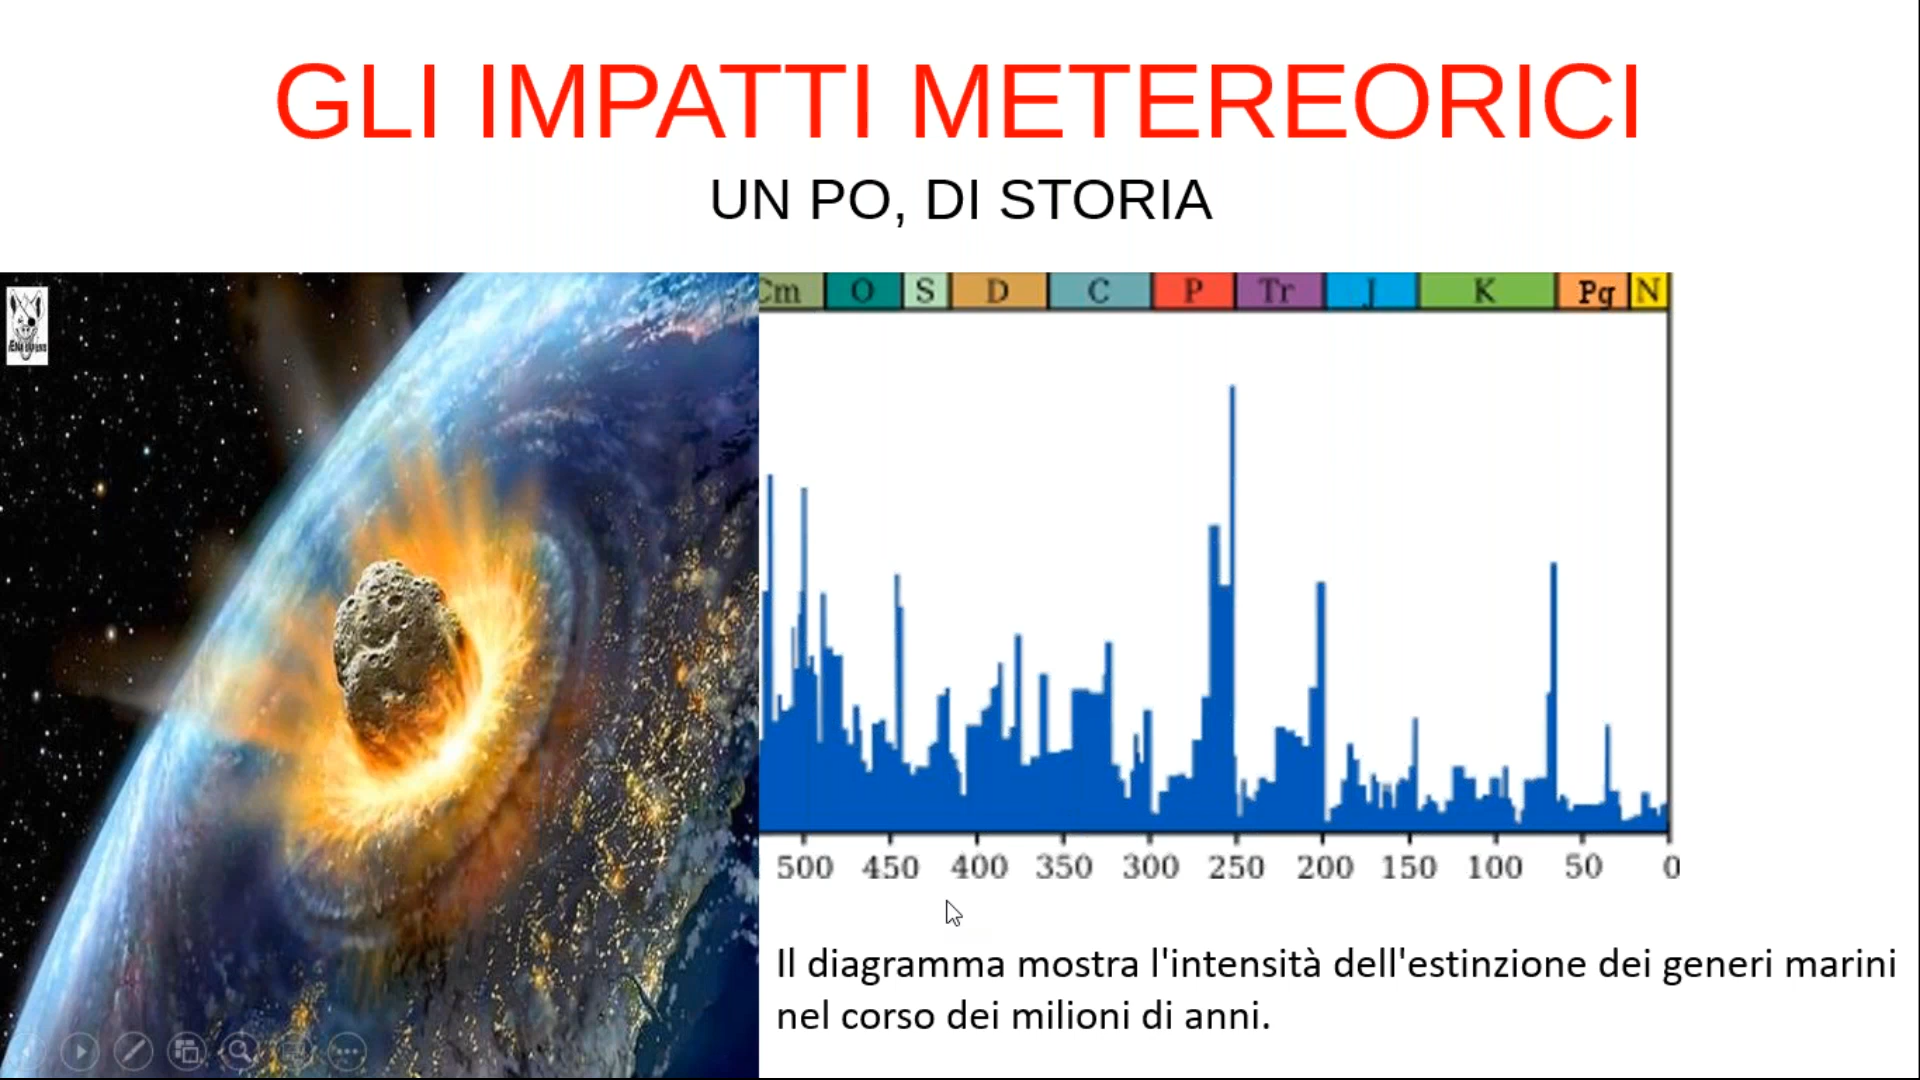 GLI IMPATTI METEREORICI
UN PO, DI STORIA
Cm O S D C P Tr J K Pg N
500 450 400 350 300 250 200 150 100 50 0
Il diagramma mostra l'intensità dell'estinzione dei generi marini
nel corso dei milioni di anni.